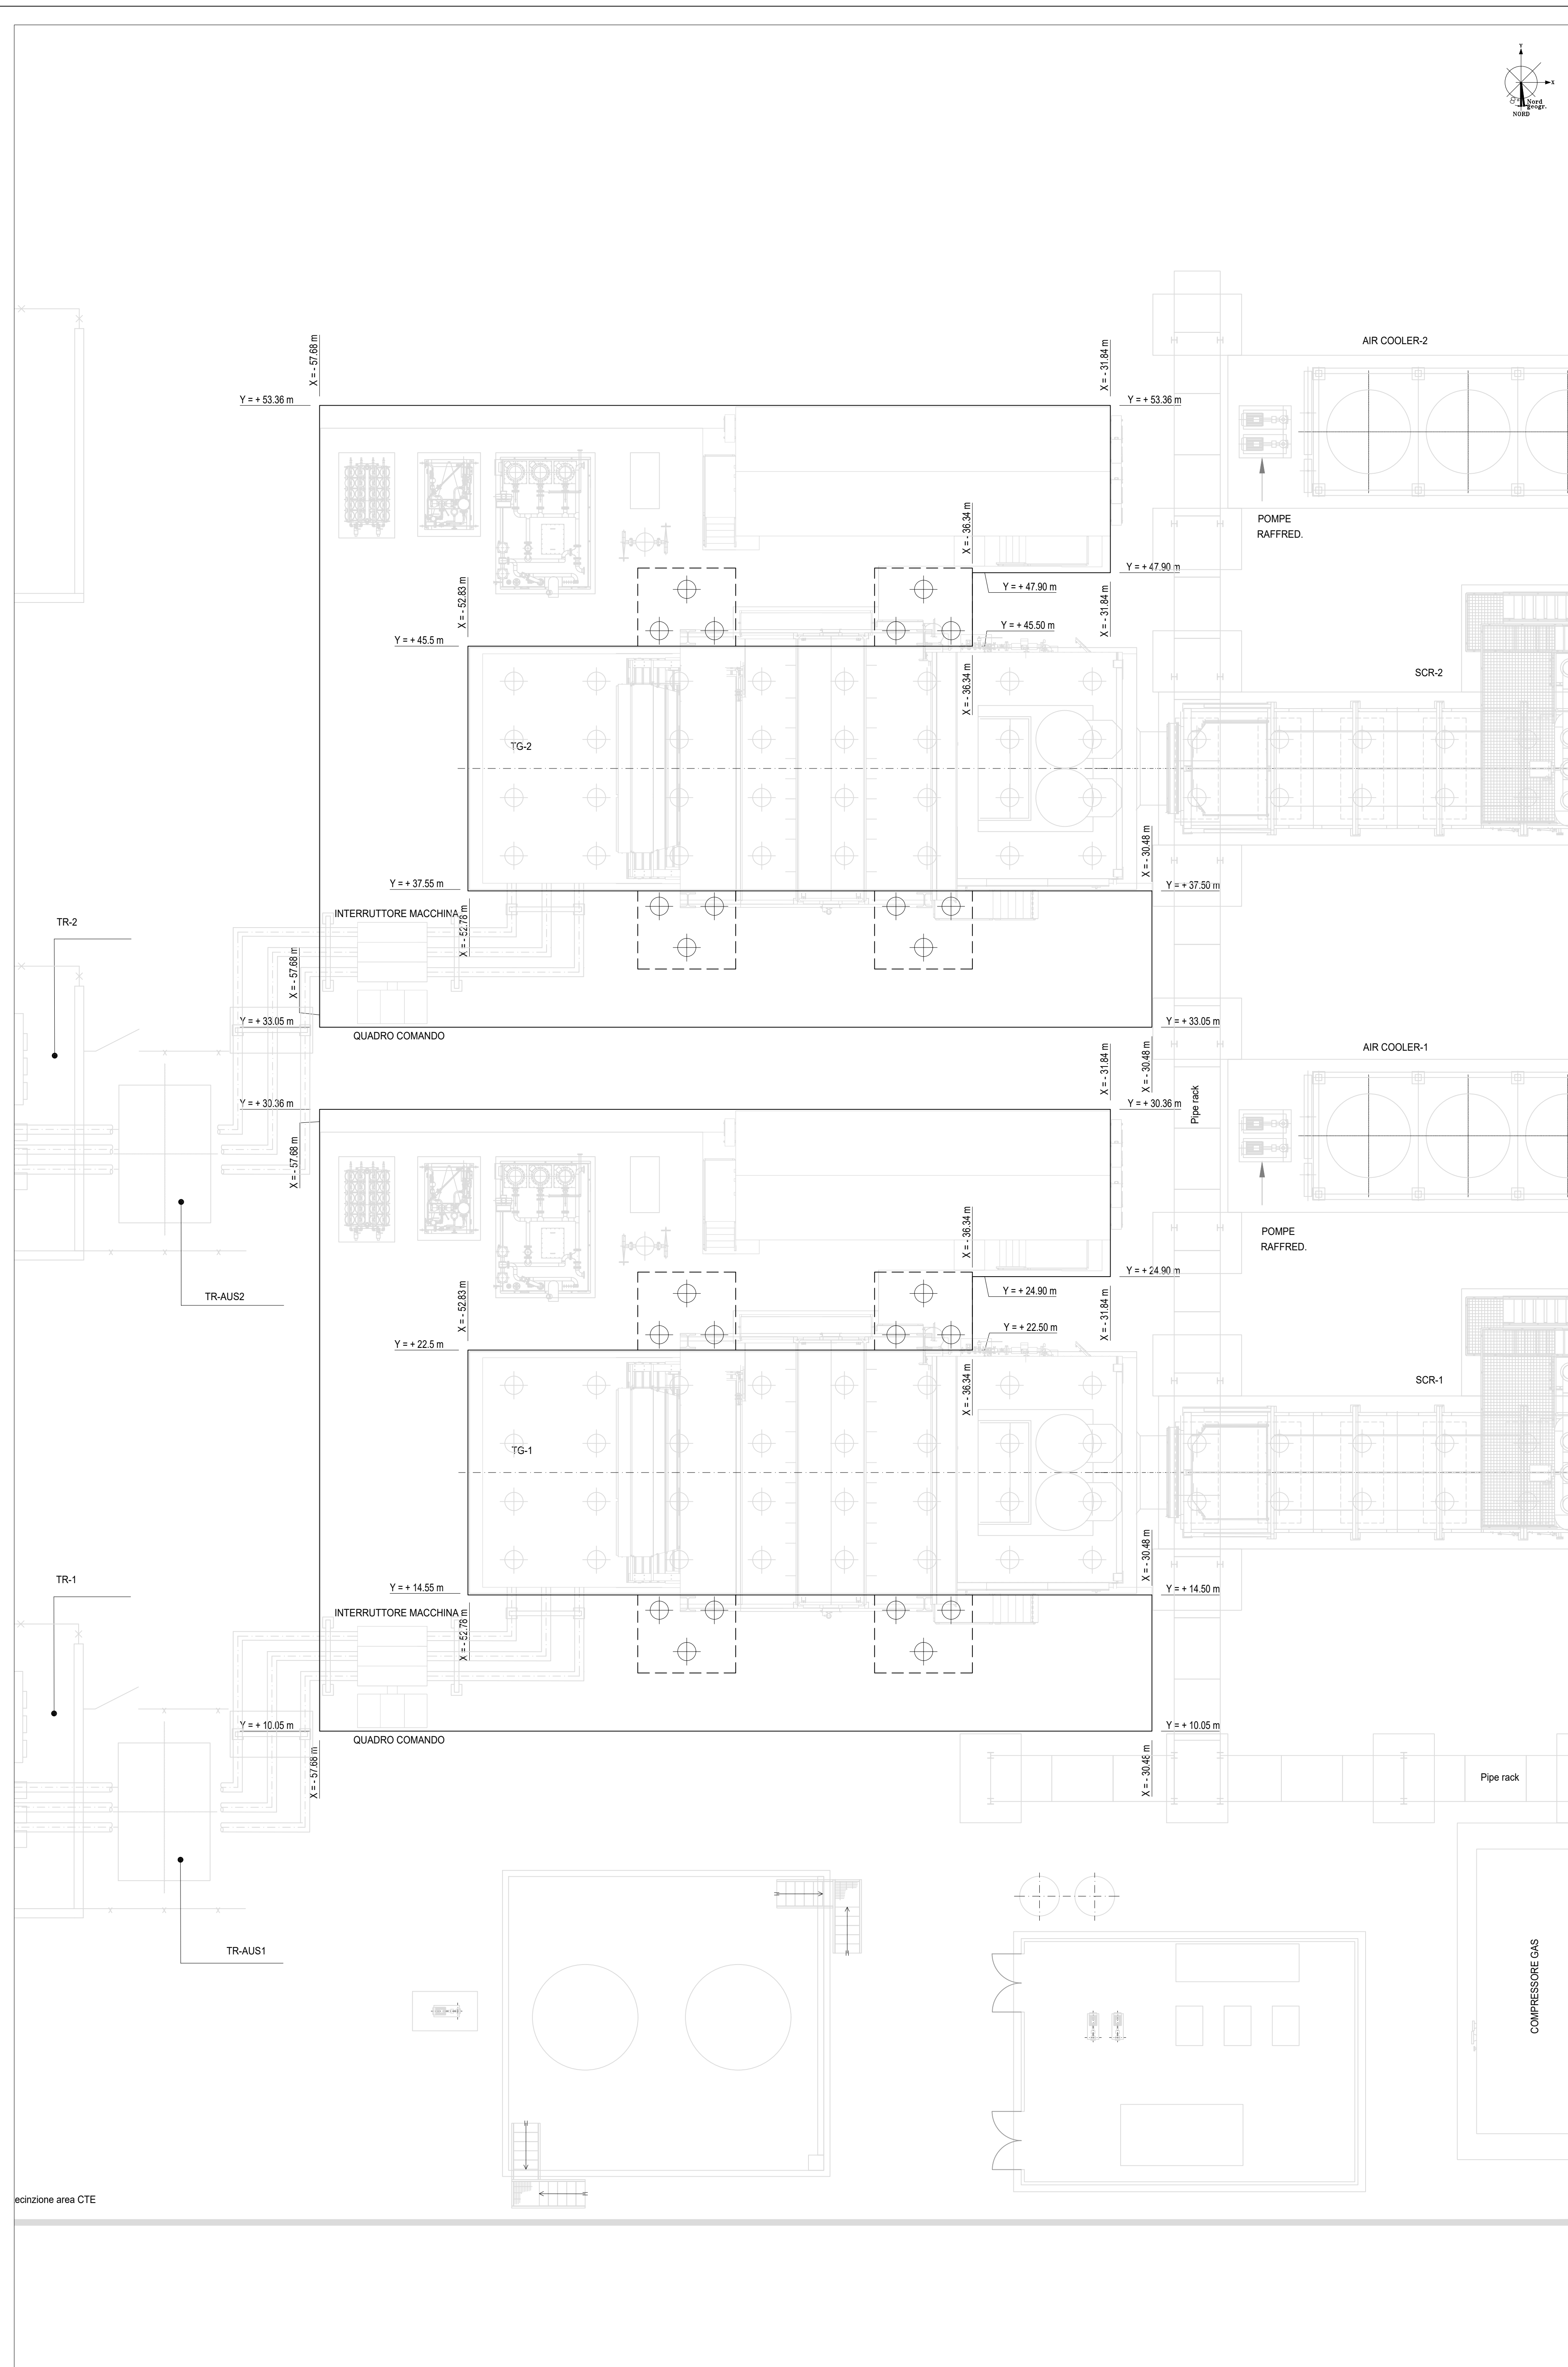 Y
X
Nord
geogr.
NORD
X = - 57.68 m
X = - 31.84 m
AIR COOLER-2
Y = + 53.36 m
Y = + 53.36 m
X = - 36.34 m
POMPE
RAFFRED.
Y = + 47.90 m
X = - 52.83 m
Y = + 47.90 m
X = - 31.84 m
Y = + 45.50 m
Y = + 45.5 m
X = - 36.34 m
SCR-2
TG-2
X = - 30.48 m
Y = + 37.55 m
Y = + 37.50 m
INTERRUTTORE MACCHINA
X = - 52.78 m
TR-2
X = - 57.68 m
Y = + 33.05 m
Y = + 33.05 m
QUADRO COMANDO
AIR COOLER-1
X = - 31.84 m
X = - 30.48 m
Pipe rack
Y = + 30.36 m
Y = + 30.36 m
X = - 57.68 m
X = - 36.34 m
POMPE
RAFFRED.
Y = + 24.90 m
TR-AUS2
X = - 52.83 m
Y = + 24.90 m
X = - 31.84 m
Y = + 22.50 m
Y = + 22.5 m
X = - 36.34 m
SCR-1
TG-1
X = - 30.48 m
TR-1
Y = + 14.55 m
Y = + 14.50 m
INTERRUTTORE MACCHINA
X = - 52.78 m
Y = + 10.05 m
Y = + 10.05 m
QUADRO COMANDO
X = - 57.68 m
X = - 30.48 m
Pipe rack
TR-AUS1
COMPRESSORE GAS
ecinzione area CTE